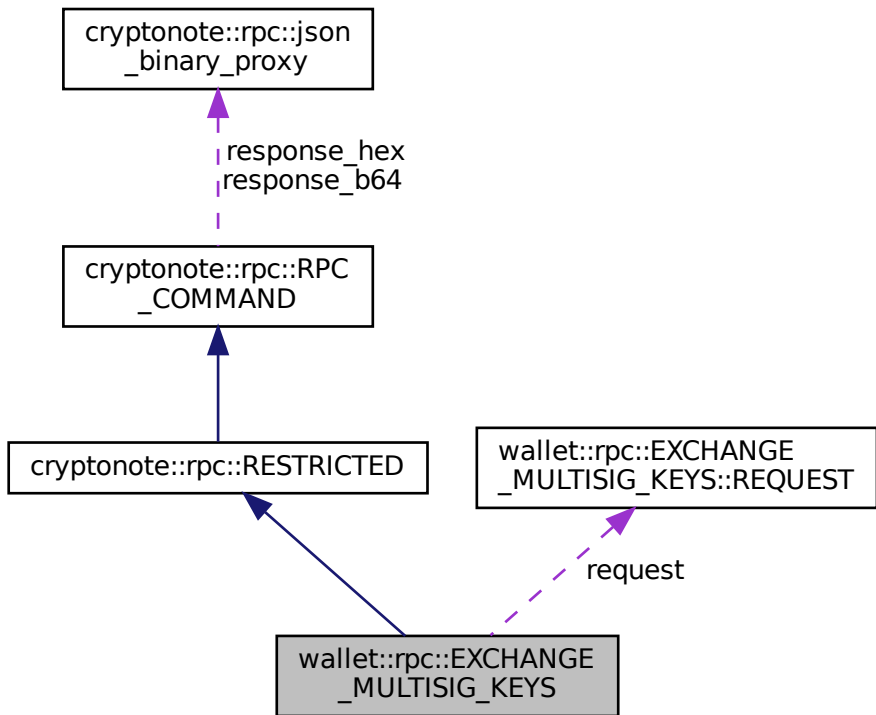 cryptonote::rpc::json
_binary_proxy
response_hex
response_b64
cryptonote::rpc::RPC
_COMMAND
cryptonote::rpc::RESTRICTED
wallet::rpc::EXCHANGE
_MULTISIG_KEYS::REQUEST
request
wallet::rpc::EXCHANGE
_MULTISIG_KEYS